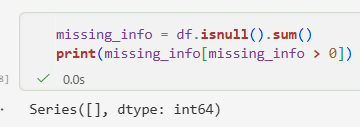 missing_info = df.isnull().sum()
print(missing_info[missing_info > 0])
0.0s
Series([], dtype: int64)